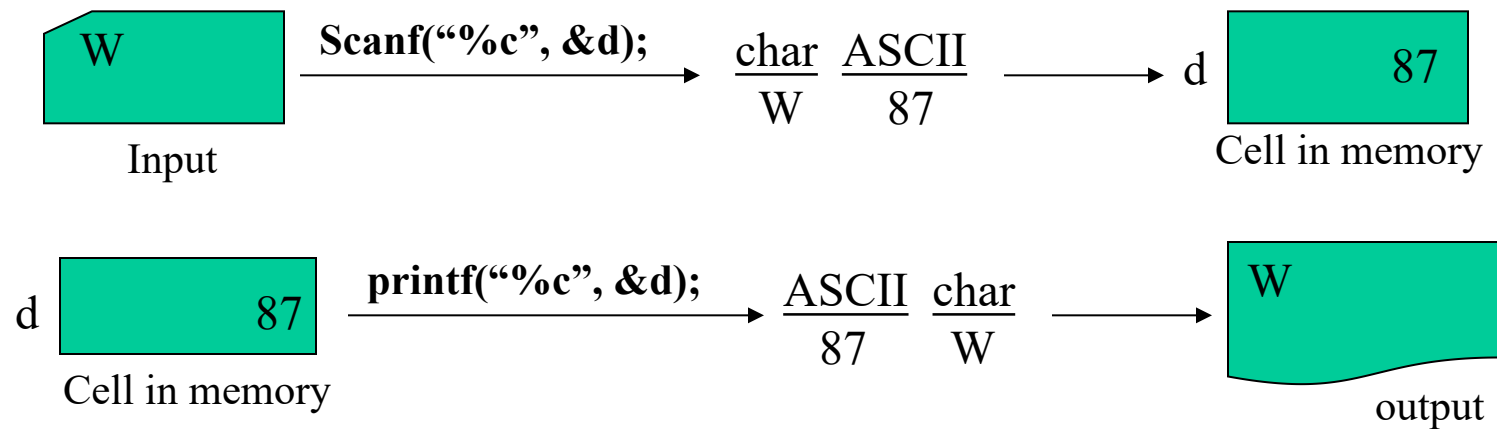 W Scanf(“%c”, &d); char ASCII d 87
W 87
Input Cell in memory
d 87 printf(“%c”, &d); ASCII char W
87 W
Cell in memory output